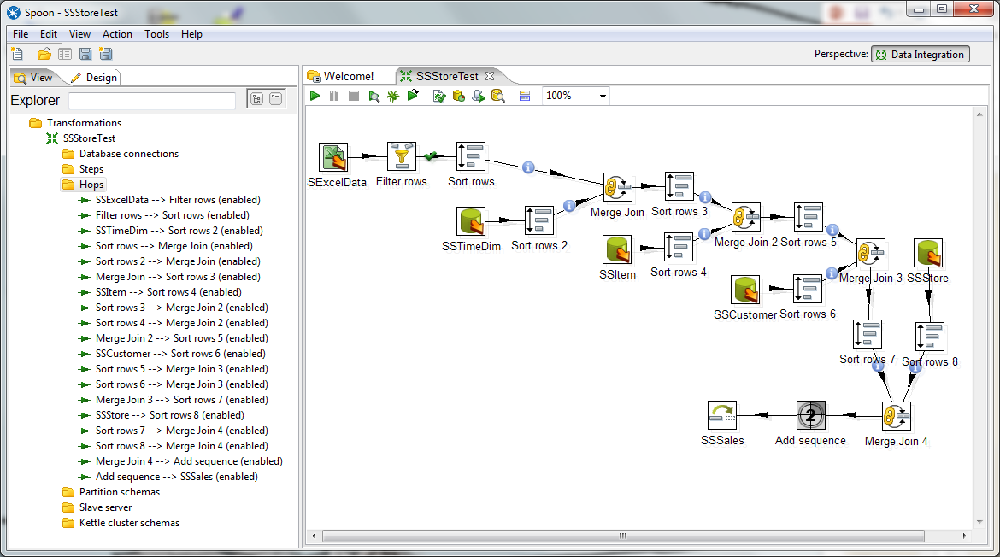 Spoon - SSStoreTest
File Edit View Action Tools Help
Perspective: Data Integration
View Design
Explorer
Transformations
SSStoreTest
Database connections
Steps
Hops
SSExcelData --> Filter rows (enabled)
Filter rows --> Sort rows (enabled)
SSTimeDim --> Sort rows 2 (enabled)
Sort rows --> Merge Join (enabled)
Sort rows 2 --> Merge Join (enabled)
Merge Join --> Sort rows 3 (enabled)
SSItem --> Sort rows 4 (enabled)
Sort rows 3 --> Merge Join 2 (enabled)
Sort rows 4 --> Merge Join 2 (enabled)
Merge Join 2 --> Sort rows 5 (enabled)
SSCustomer --> Sort rows 6 (enabled)
Sort rows 5 --> Merge Join 3 (enabled)
Sort rows 6 --> Merge Join 3 (enabled)
Merge Join 3 --> Sort rows 7 (enabled)
SSStore --> Sort rows 8 (enabled)
Sort rows 7 --> Merge Join 4 (enabled)
Sort rows 8 --> Merge Join 4 (enabled)
Merge Join 4 --> Add sequence (enabled)
Add sequence --> SSSales (enabled)
Partition schemas
Slave server
Kettle cluster schemas
Welcome! SSStoreTest
100%
SExcelData Filter rows Sort rows
Merge Join Sort rows 3
SSTimeDim Sort rows 2
Merge Join 2 Sort rows 5
SSItem Sort rows 4
Merge Join 3 SSStore
SSCustomer Sort rows 6
Sort rows 7 Sort rows 8
2
SSSales Add sequence Merge Join 4